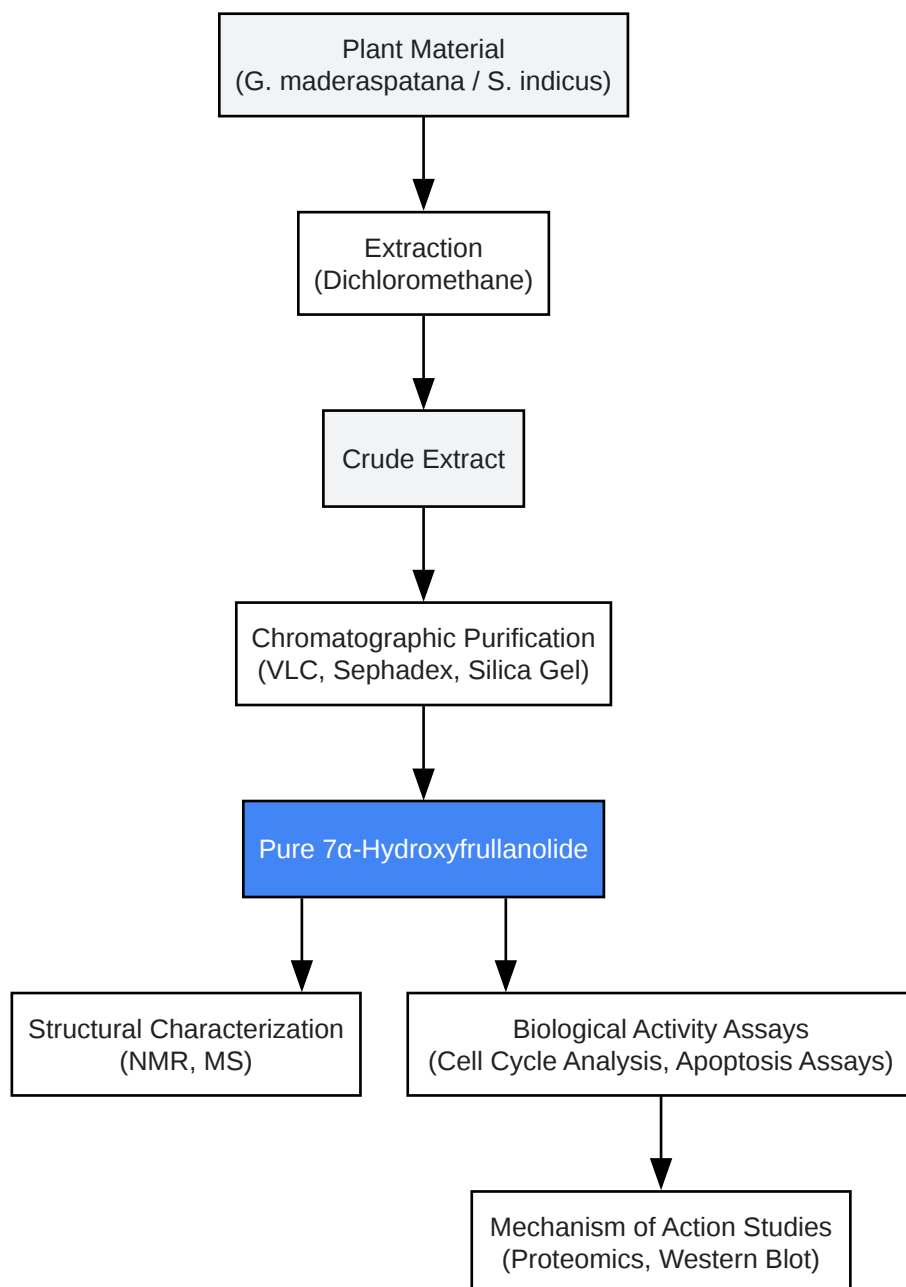 Plant Material
(G. maderaspatana / S. indicus)
Extraction
(Dichloromethane)
Crude Extract
Chromatographic Purification
(VLC, Sephadex, Silica Gel)
Pure 7α-Hydroxyfrullanolide
Structural Characterization
(NMR, MS)
Biological Activity Assays
(Cell Cycle Analysis, Apoptosis Assays)
Mechanism of Action Studies
(Proteomics, Western Blot)